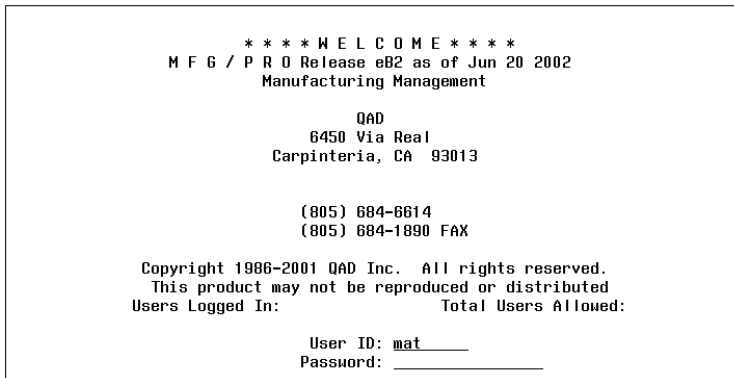 * * * * W E L C O M E * * * *
M F G / P R O Release eB2 as of Jun 20 2002
Manufacturing Management
QAD
6450 Via Real
Carpinteria, CA 93013
(805) 684-6614
(805) 684-1890 FAX
Copyright 1986-2001 QAD Inc. All rights reserved.
This product may not be reproduced or distributed
Users Logged In: Total Users Allowed:
User ID: mat
Password: